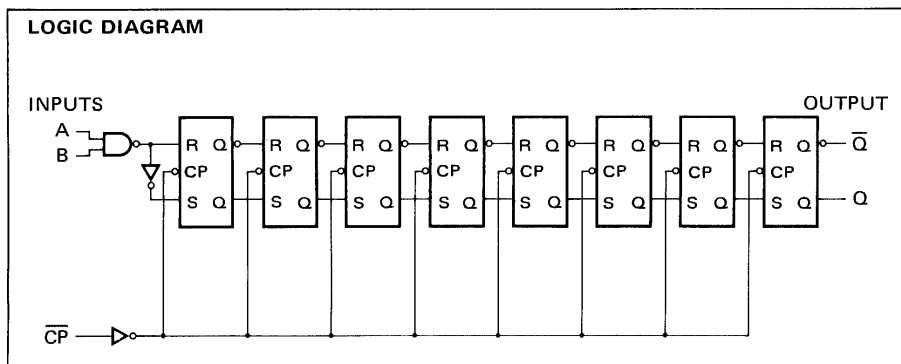 LOGIC DIAGRAM
INPUTS OUTPUT
A
B
R Q R Q R Q R Q R Q R Q R Q R Q Q̅
CP CP CP CP CP CP CP CP
S Q S Q S Q S Q S Q S Q S Q S Q Q
C̅P̅